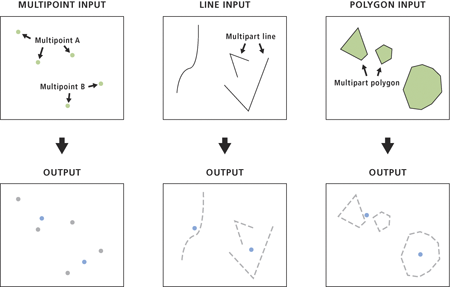 MULTIPOINT INPUT
LINE INPUT
POLYGON INPUT
Multipoint A
Multipoint B
Multipart line
Multipart polygon
OUTPUT
OUTPUT
OUTPUT